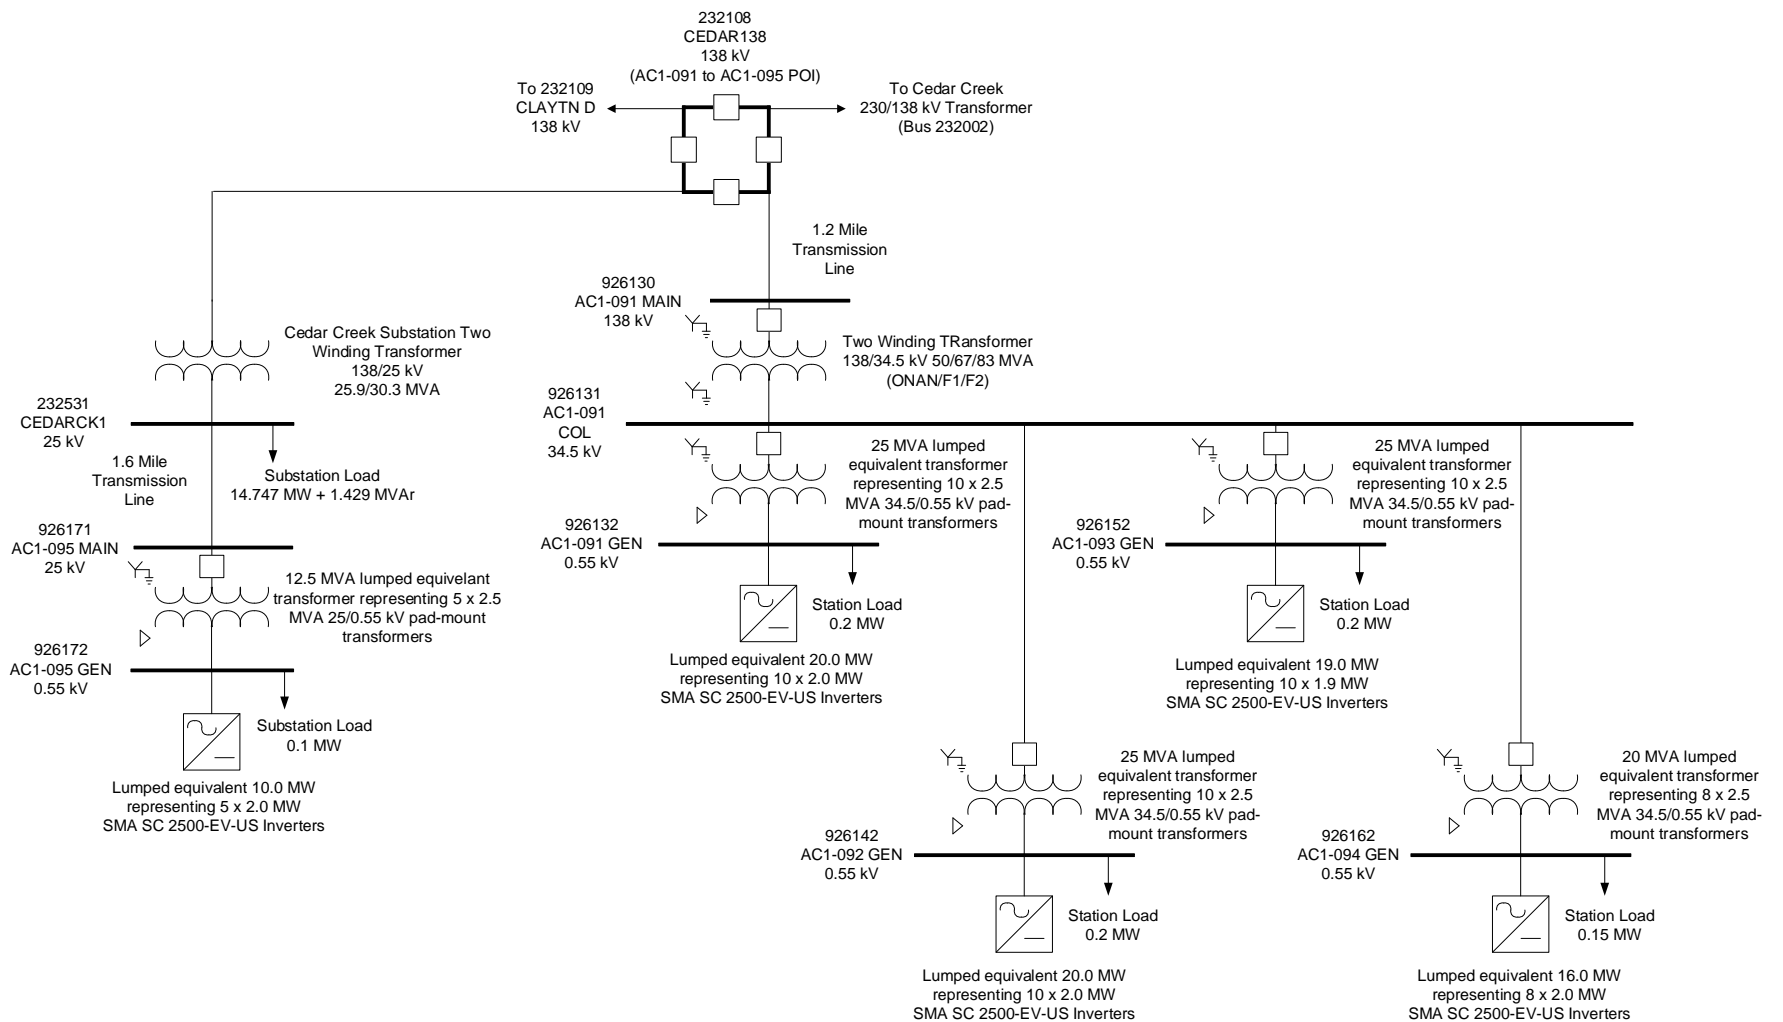 232108
CEDAR138
138 kV
(AC1-091 to AC1-095 POI)
To 232109
CLAYTN D
138 kV
To Cedar Creek
230/138 kV Transformer
(Bus 232002)
1.2 Mile
Transmission
Line
926130
AC1-091 MAIN
138 kV
Cedar Creek Substation Two
Winding Transformer
138/25 kV
25.9/30.3 MVA
Two Winding TRansformer
138/34.5 kV 50/67/83 MVA
(ONAN/F1/F2)
232531
CEDARCK1
25 kV
926131
AC1-091
COL
34.5 kV
1.6 Mile
Transmission
Line
Substation Load
14.747 MW + 1.429 MVAr
25 MVA lumped
equivalent transformer
representing 10 x 2.5
MVA 34.5/0.55 kV pad-
mount transformers
25 MVA lumped
equivalent transformer
representing 10 x 2.5
MVA 34.5/0.55 kV pad-
mount transformers
926171
AC1-095 MAIN
25 kV
926132
AC1-091 GEN
0.55 kV
926152
AC1-093 GEN
0.55 kV
12.5 MVA lumped equivelant
transformer representing 5 x 2.5
MVA 25/0.55 kV pad-mount
transformers
Station Load
0.2 MW
Station Load
0.2 MW
926172
AC1-095 GEN
0.55 kV
Lumped equivalent 20.0 MW
representing 10 x 2.0 MW
SMA SC 2500-EV-US Inverters
Lumped equivalent 19.0 MW
representing 10 x 1.9 MW
SMA SC 2500-EV-US Inverters
Substation Load
0.1 MW
Lumped equivalent 10.0 MW
representing 5 x 2.0 MW
SMA SC 2500-EV-US Inverters
25 MVA lumped
equivalent transformer
representing 10 x 2.5
MVA 34.5/0.55 kV pad-
mount transformers
20 MVA lumped
equivalent transformer
representing 8 x 2.5
MVA 34.5/0.55 kV pad-
mount transformers
926142
AC1-092 GEN
0.55 kV
926162
AC1-094 GEN
0.55 kV
Station Load
0.2 MW
Station Load
0.15 MW
Lumped equivalent 20.0 MW
representing 10 x 2.0 MW
SMA SC 2500-EV-US Inverters
Lumped equivalent 16.0 MW
representing 8 x 2.0 MW
SMA SC 2500-EV-US Inverters